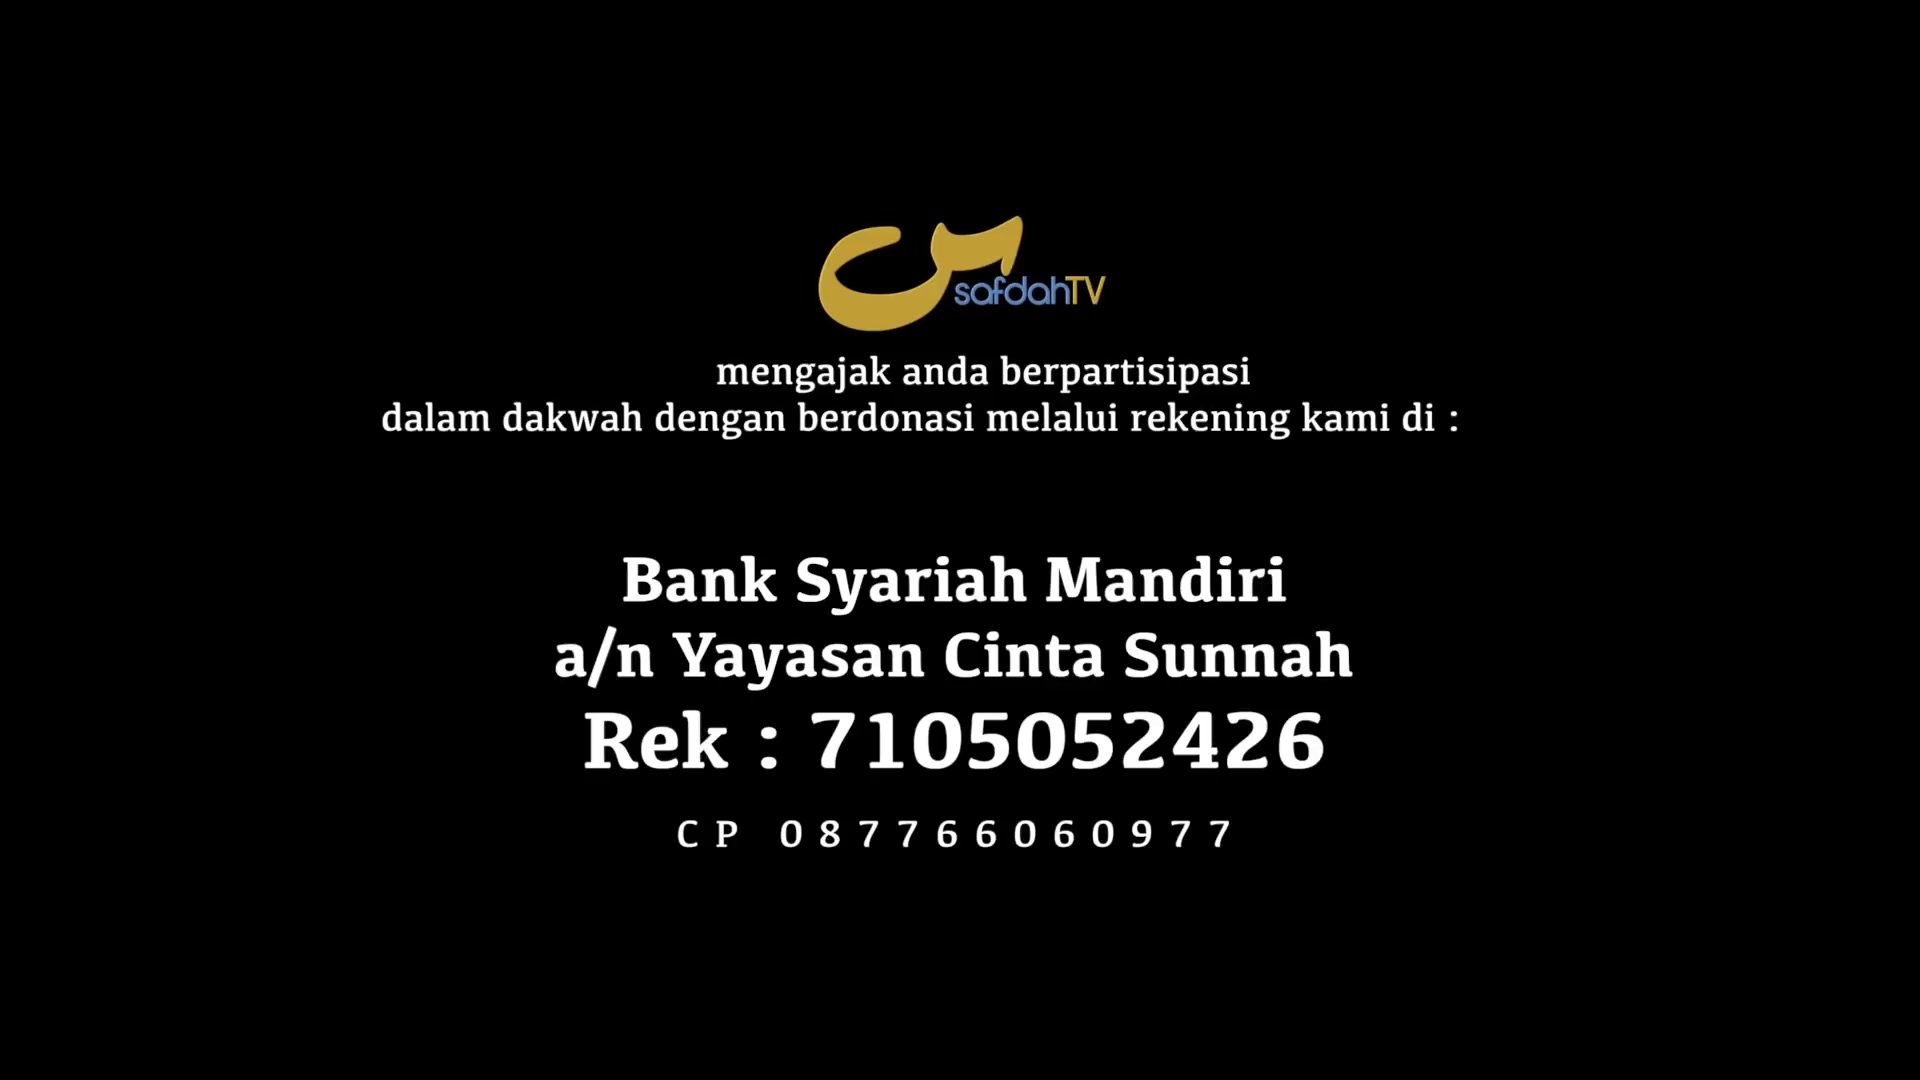 safdahTV
mengajak anda berpartisipasi
dalam dakwah dengan berdonasi melalui rekening kami di :
Bank Syariah Mandiri
a/n Yayasan Cinta Sunnah
Rek : 7105052426
CP 087766060977